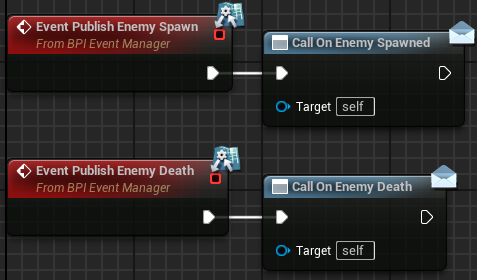 Event Publish Enemy Spawn
From BPI Event Manager
Call On Enemy Spawned
Target self
Event Publish Enemy Death
From BPI Event Manager
Call On Enemy Death
Target self